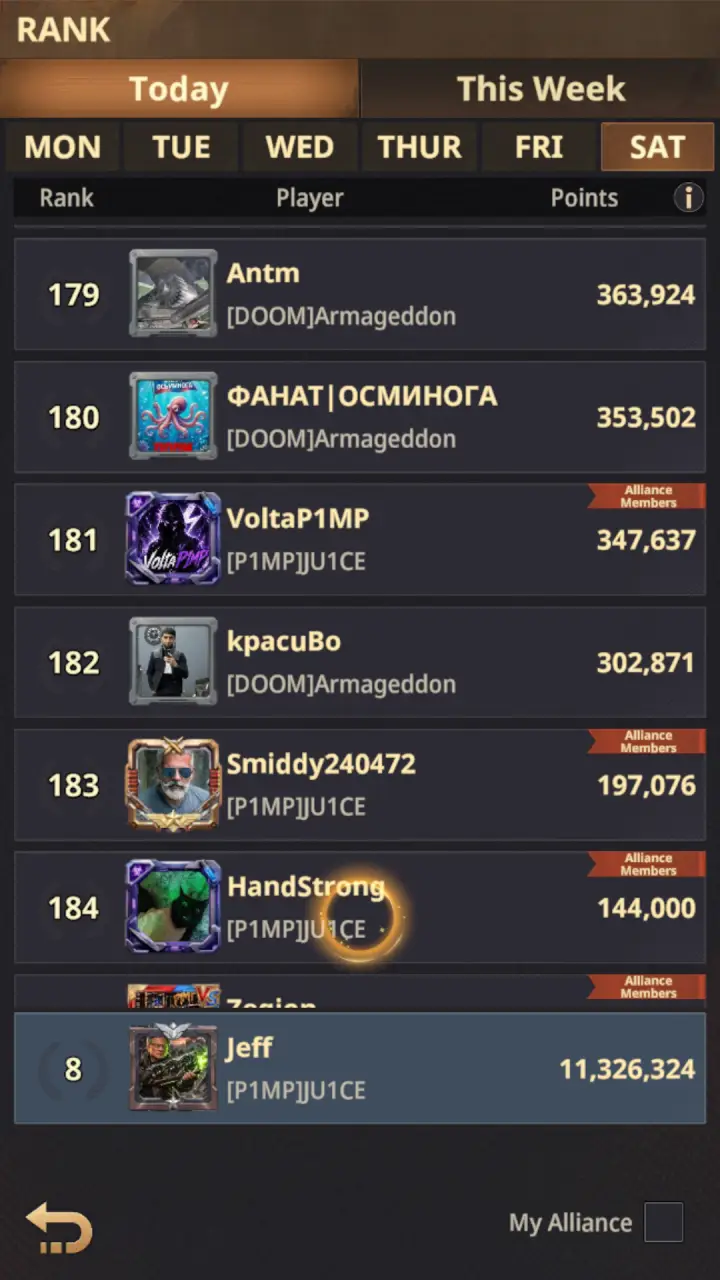 RANK
Today
This Week
MON
TUE
WED
THUR
FRI
SAT
Rank
Player
Points
179
Antm
[DOOM]Armageddon
363,924
180
ФАНАТ|ОСМИНОГА
[DOOM]Armageddon
353,502
Alliance
Members
181
VoltaP1MP
[P1MP]JU1CE
347,637
VoltaP1MP
182
kpacuBo
[DOOM]Armageddon
302,871
Alliance
Members
183
Smiddy240472
[P1MP]JU1CE
197,076
Alliance
Members
184
HandStrong
[P1MP]JU1CE
144,000
Alliance
Members
VS
8
Jeff
[P1MP]JU1CE
11,326,324
My Alliance